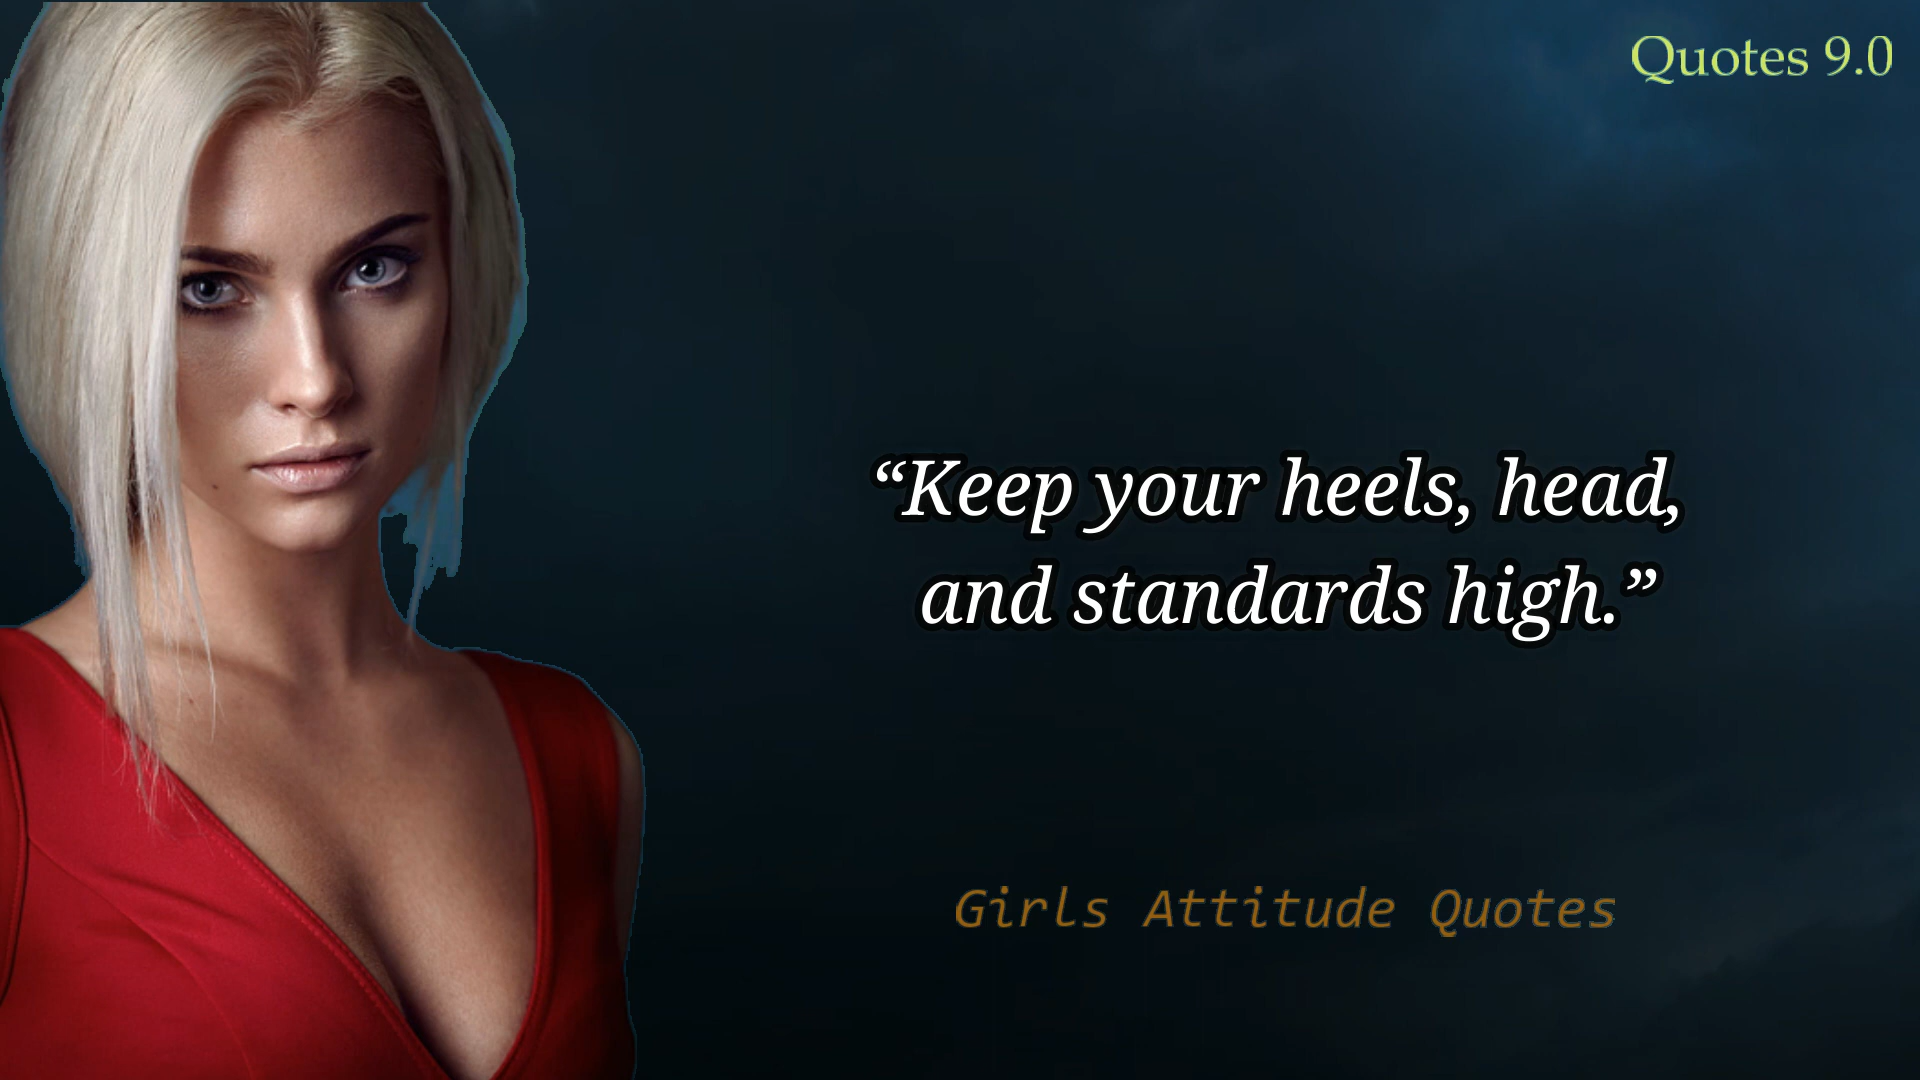 Quotes 9.0
“Keep your heels, head,
and standards high.”
Girls Attitude Quotes